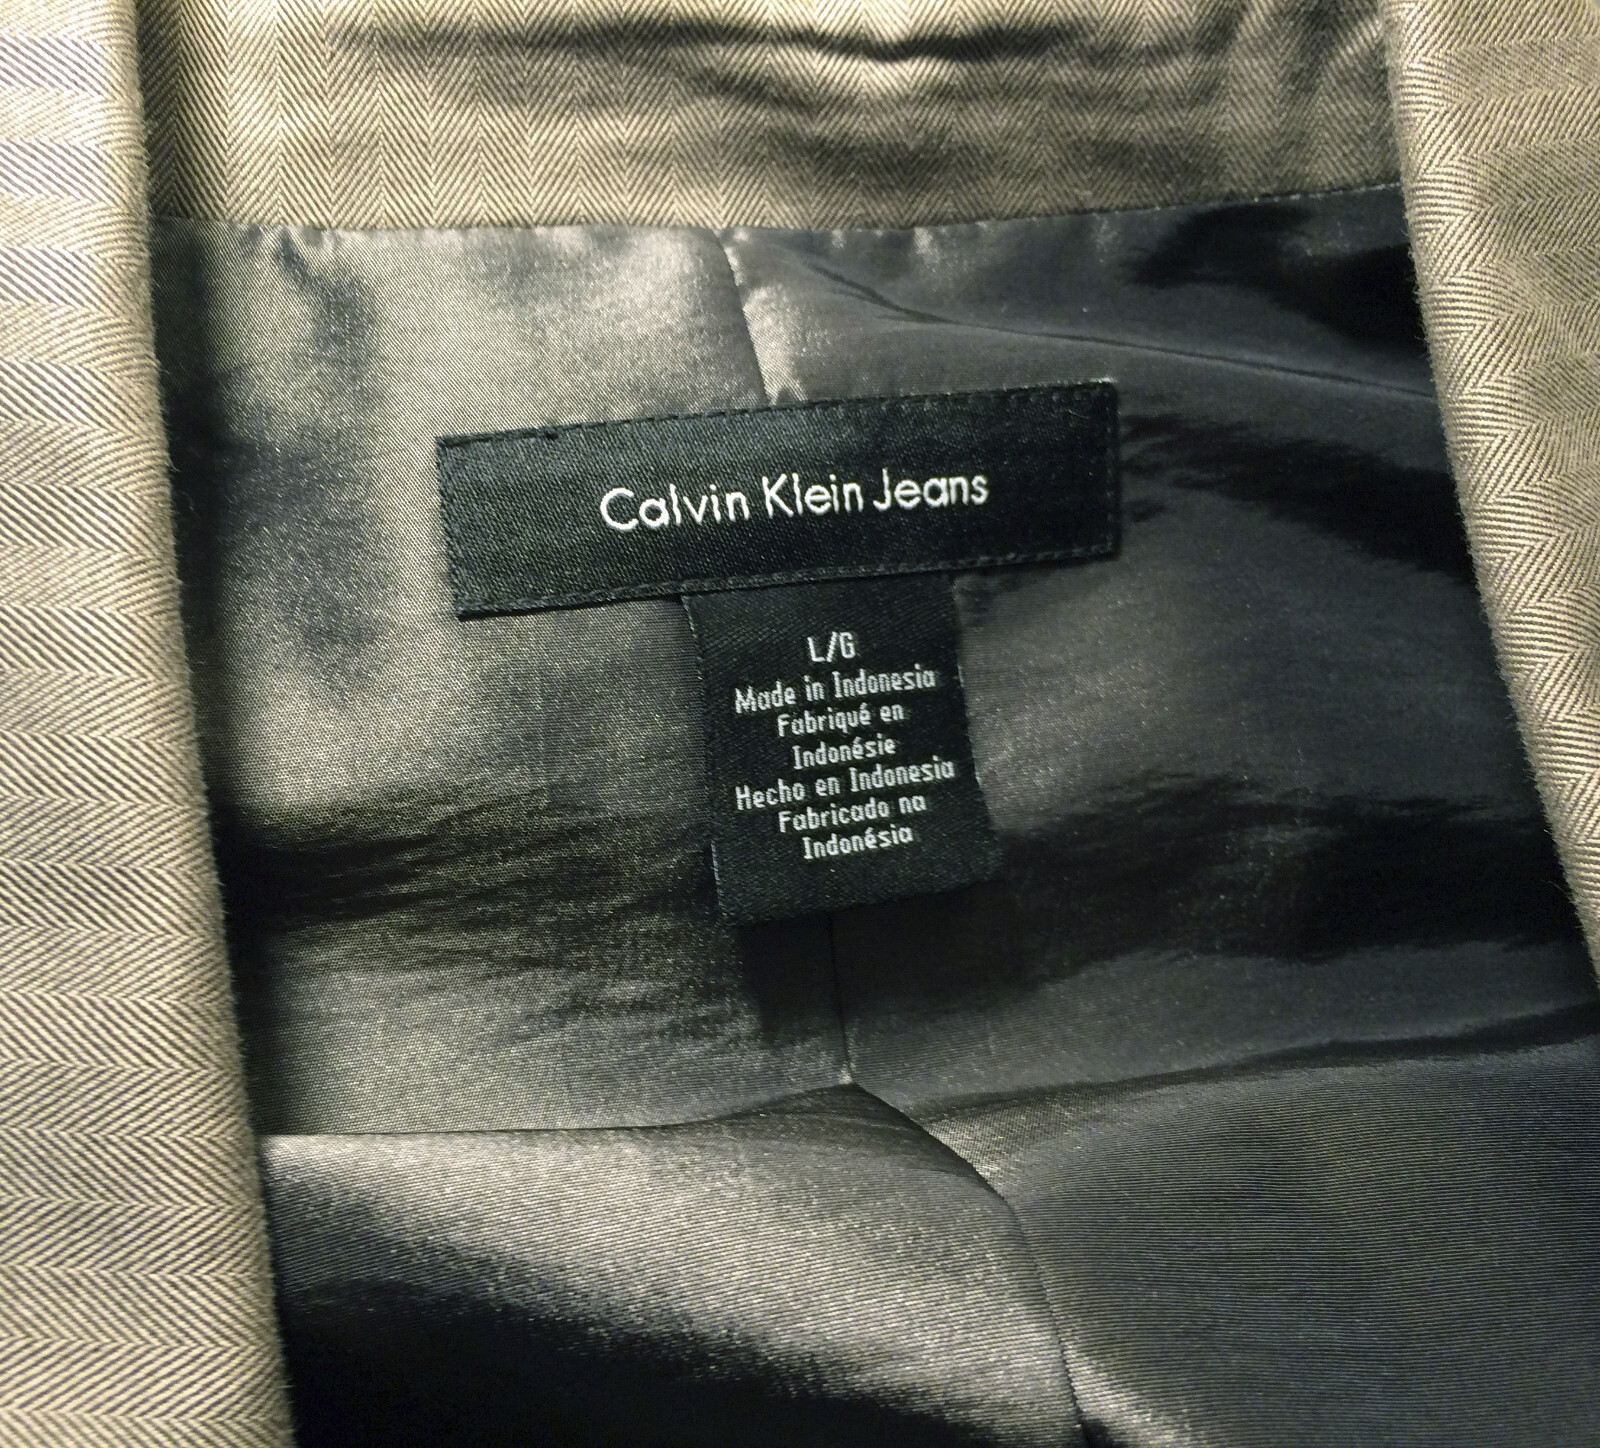 Calvin Klein Jeans
L/G
Made in Indonesia
Fabriqué en
Indonésie
Hecho en Indonesia
Fabricado na
Indonésia